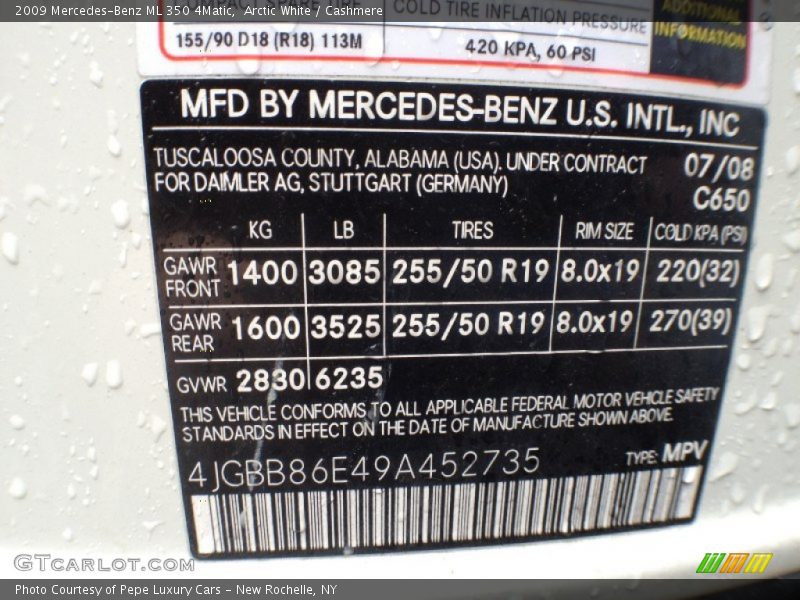 2009 Mercedes-Benz ML 350 4Matic, Arctic White / Cashmere
COMPACT SPARE TIRE COLD TIRE INFLATION PRESSURE
155/90 D18 (R18) 113M 420 KPA, 60 PSI
ADDITIONAL
INFORMATION
MFD BY MERCEDES-BENZ U.S. INTL., INC
TUSCALOOSA COUNTY, ALABAMA (USA). UNDER CONTRACT 07/08
FOR DAIMLER AG, STUTTGART (GERMANY) C650
KG LB TIRES RIM SIZE COLD KPA (PSI)
GAWR FRONT 1400 3085 255/50 R19 8.0x19 220(32)
GAWR REAR 1600 3525 255/50 R19 8.0x19 270(39)
GVWR 2830 6235
THIS VEHICLE CONFORMS TO ALL APPLICABLE FEDERAL MOTOR VEHICLE SAFETY
STANDARDS IN EFFECT ON THE DATE OF MANUFACTURE SHOWN ABOVE.
4JGBB86E49A452735 TYPE: MPV
GTcarlot.com
Photo Courtesy of Pepe Luxury Cars - New Rochelle, NY